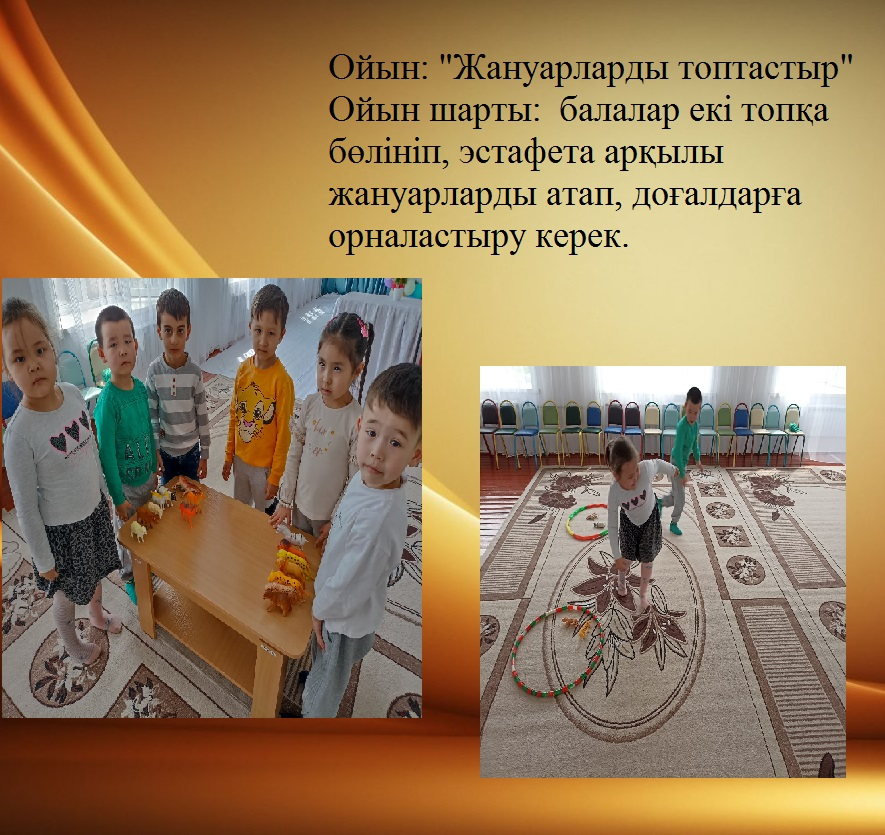 Ойын: "Жануарларды топтастыр"
Ойын шарты:  балалар екі топқа
бөлініп, эстафета арқылы
жануарларды атап, доғалдарға
орналастыру керек.